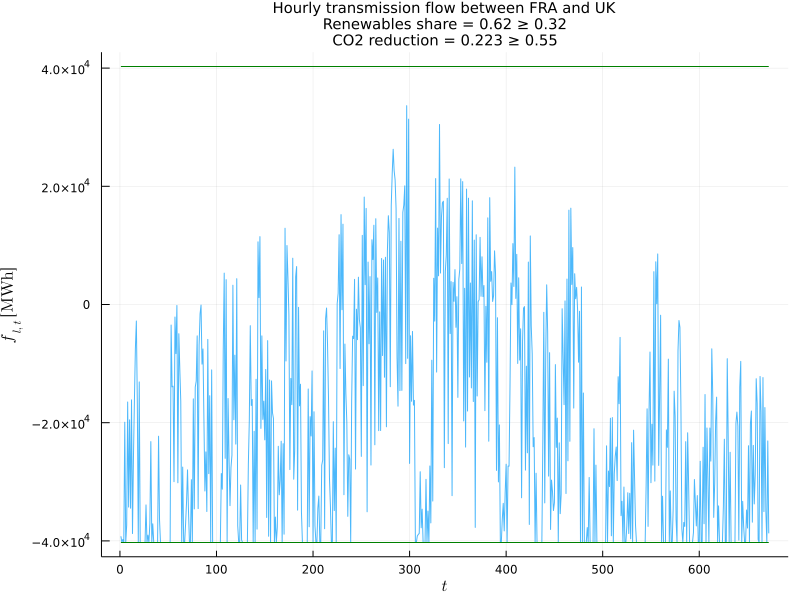 Hourly transmission flow between FRA and UK
Renewables share = 0.62 ≥ 0.32
CO2 reduction = 0.223 ≥ 0.55
4.0×10⁴
2.0×10⁴
0
−2.0×10⁴
−4.0×10⁴
f_{l,t} [MWh]
0 100 200 300 400 500 600
t